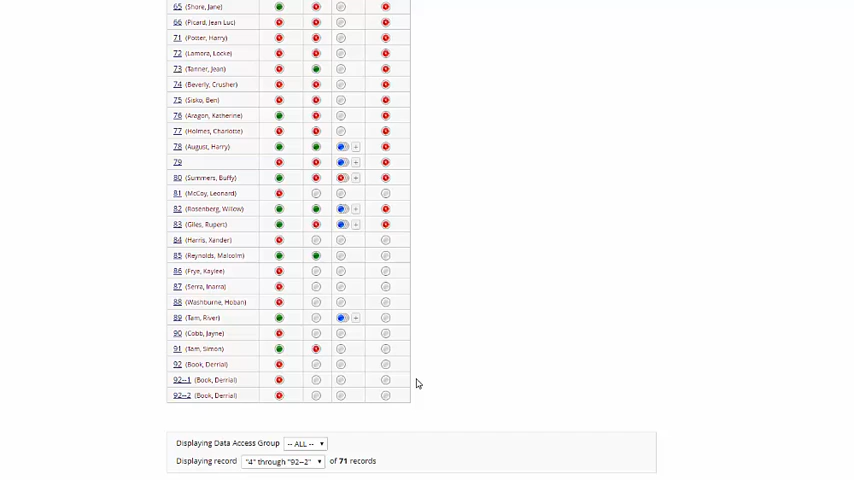 65 (Shore, Jane)
66 (Picard, Jean Luc)
71 (Potter, Harry)
72 (Lamora, Locke)
73 (Tanner, Jean)
74 (Beverly, Crusher)
75 (Sisko, Ben)
76 (Aragon, Katherine)
77 (Holmes, Charlotte)
78 (August, Harry) +
79 +
80 (Summers, Buffy) +
81 (McCoy, Leonard)
82 (Rosenberg, Willow) +
83 (Giles, Rupert) +
84 (Harris, Xander)
85 (Reynolds, Malcolm)
86 (Frye, Kaylee)
87 (Serra, Inarra)
88 (Washburne, Hoban)
89 (Tam, River) +
90 (Cobb, Jayne)
91 (Tam, Simon)
92 (Book, Derrial)
92--1 (Book, Derrial)
92--2 (Book, Derrial)
Displaying Data Access Group -- ALL --
Displaying record "4" through "92--2" of 71 records